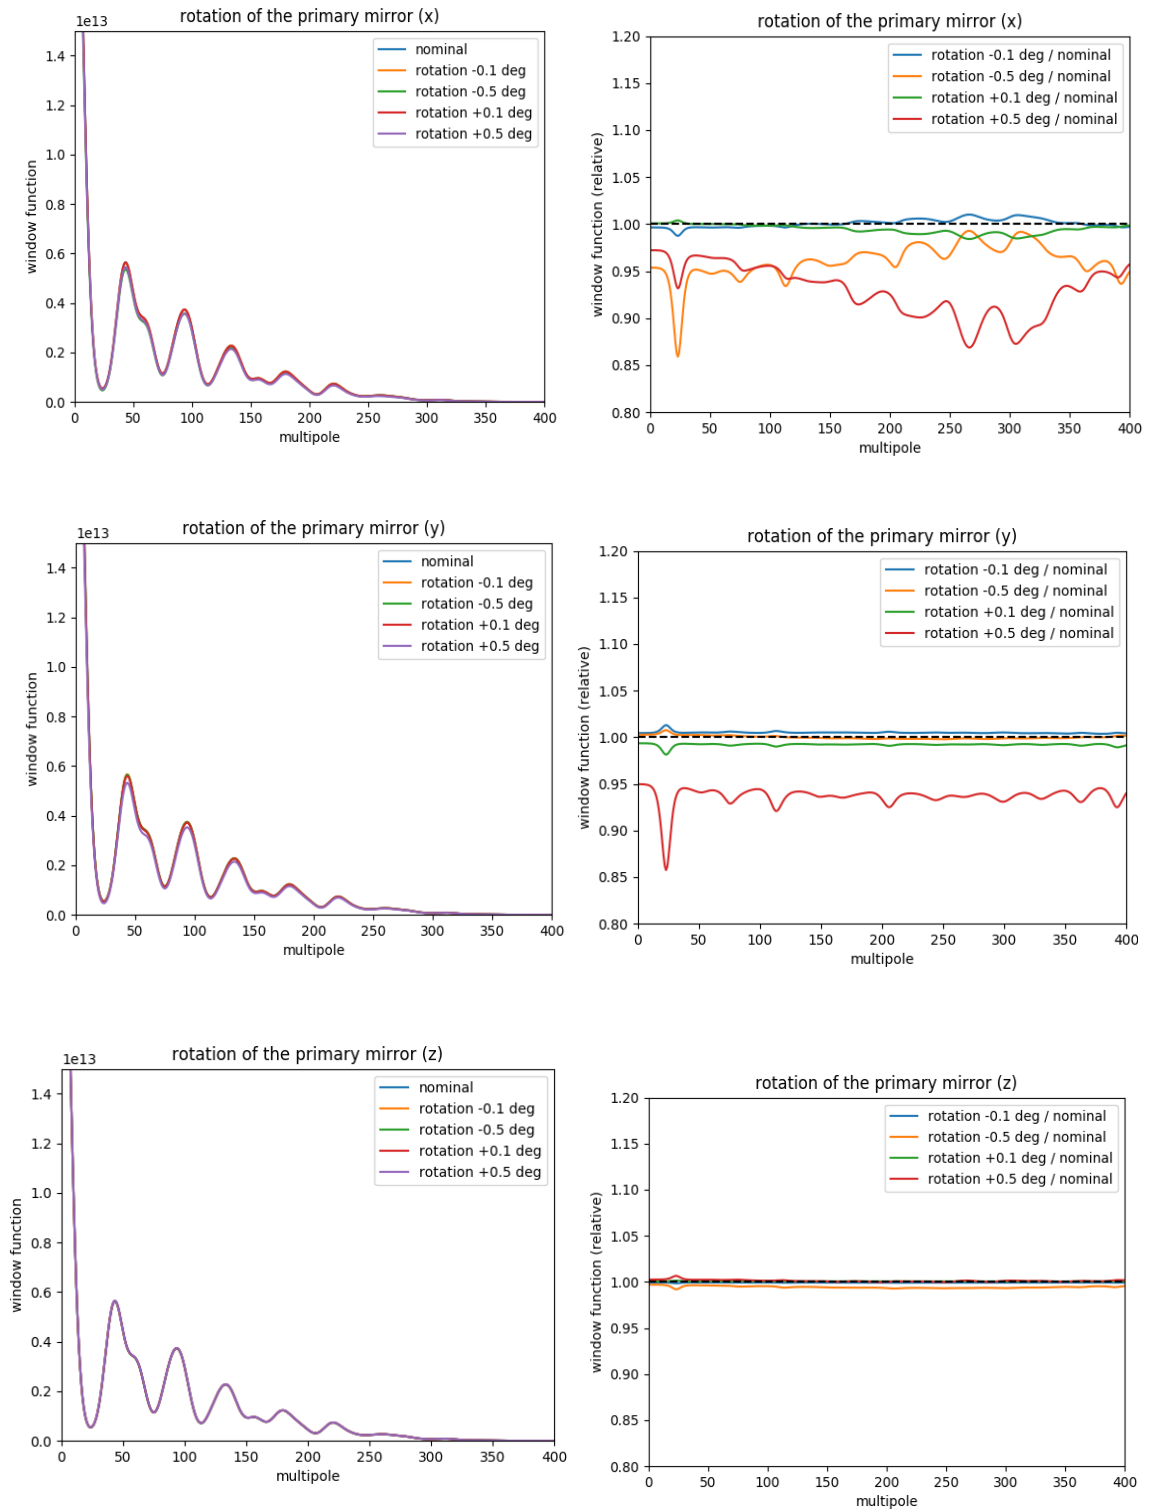 rotation of the primary mirror (x)
1e13
nominal
rotation -0.1 deg
rotation -0.5 deg
rotation +0.1 deg
rotation +0.5 deg
window function
1.4
1.2
1.0
0.8
0.6
0.4
0.2
0.0
0 50 100 150 200 250 300 350 400
multipole
rotation of the primary mirror (x)
rotation -0.1 deg / nominal
rotation -0.5 deg / nominal
rotation +0.1 deg / nominal
rotation +0.5 deg / nominal
window function (relative)
1.20
1.15
1.10
1.05
1.00
0.95
0.90
0.85
0.80
0 50 100 150 200 250 300 350 400
multipole
rotation of the primary mirror (y)
1e13
nominal
rotation -0.1 deg
rotation -0.5 deg
rotation +0.1 deg
rotation +0.5 deg
window function
1.4
1.2
1.0
0.8
0.6
0.4
0.2
0.0
0 50 100 150 200 250 300 350 400
multipole
rotation of the primary mirror (y)
rotation -0.1 deg / nominal
rotation -0.5 deg / nominal
rotation +0.1 deg / nominal
rotation +0.5 deg / nominal
window function (relative)
1.20
1.15
1.10
1.05
1.00
0.95
0.90
0.85
0.80
0 50 100 150 200 250 300 350 400
multipole
rotation of the primary mirror (z)
1e13
nominal
rotation -0.1 deg
rotation -0.5 deg
rotation +0.1 deg
rotation +0.5 deg
window function
1.4
1.2
1.0
0.8
0.6
0.4
0.2
0.0
0 50 100 150 200 250 300 350 400
multipole
rotation of the primary mirror (z)
rotation -0.1 deg / nominal
rotation -0.5 deg / nominal
rotation +0.1 deg / nominal
rotation +0.5 deg / nominal
window function (relative)
1.20
1.15
1.10
1.05
1.00
0.95
0.90
0.85
0.80
0 50 100 150 200 250 300 350 400
multipole